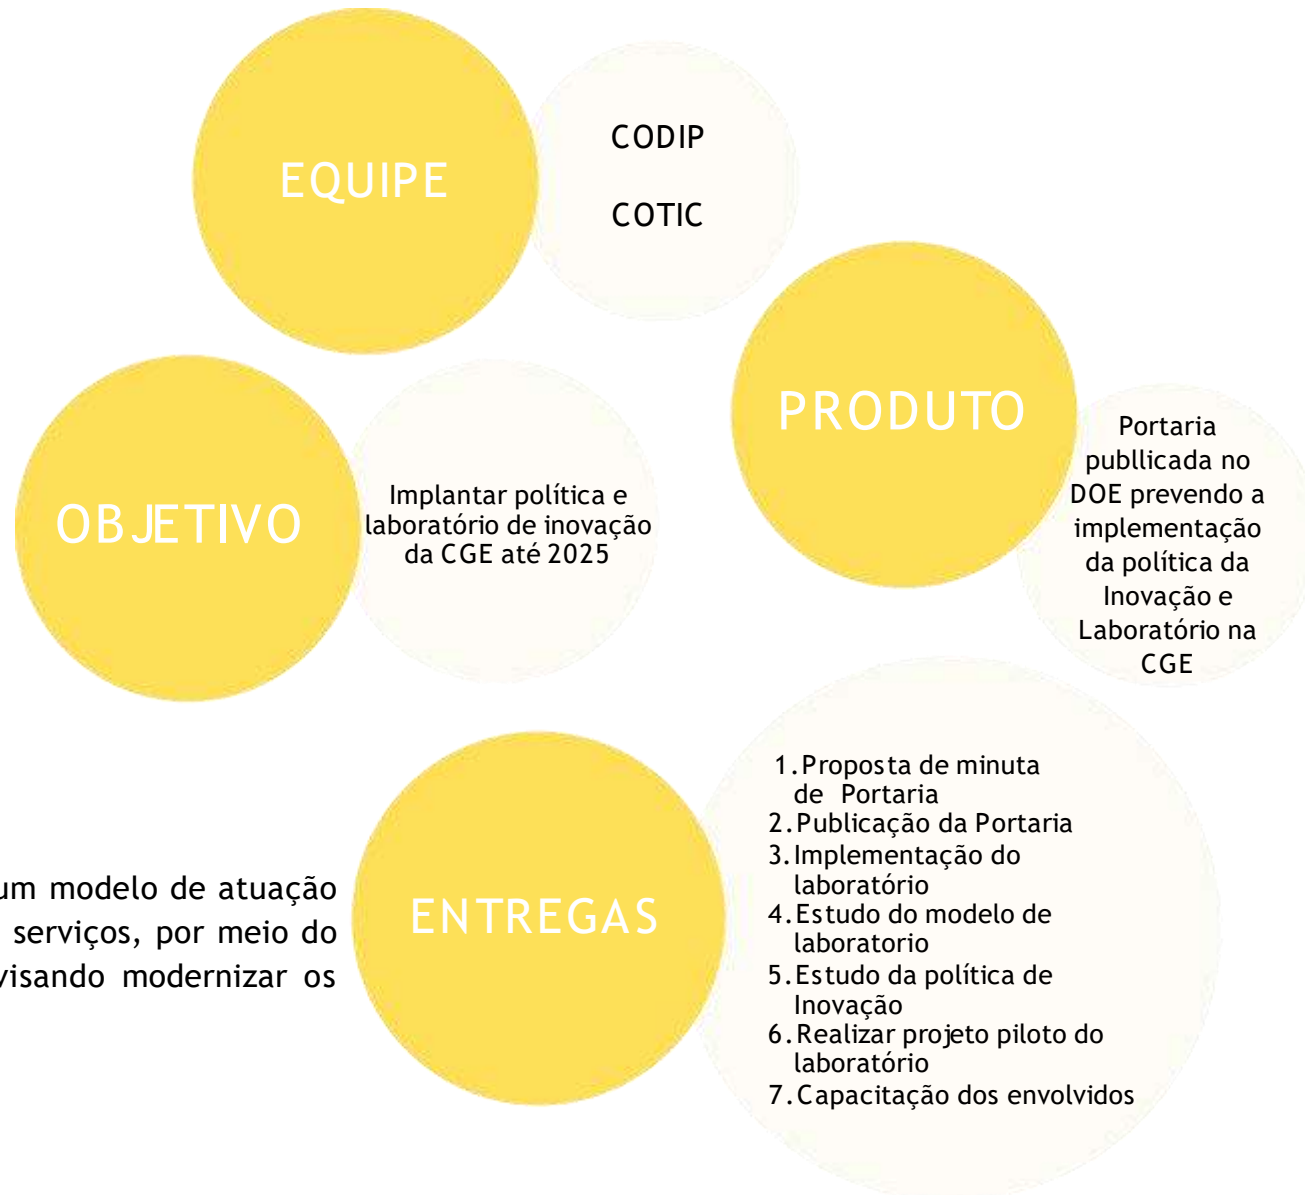 EQUIPE
CODIP
COTIC
PRODUTO
Portaria
publlicada no
DOE prevendo a
implementação
da política da
Inovação e
Laboratório na
CGE
OBJETIVO
Implantar política e
laboratório de inovação
da CGE até 2025
ENTREGAS
1.Proposta de minuta
de Portaria
2.Publicação da Portaria
3.Implementação do
laboratório
4.Estudo do modelo de
laboratorio
5.Estudo da política de
Inovação
6.Realizar projeto piloto do
laboratório
7.Capacitação dos envolvidos
um modelo de atuação
serviços, por meio do
visando modernizar os